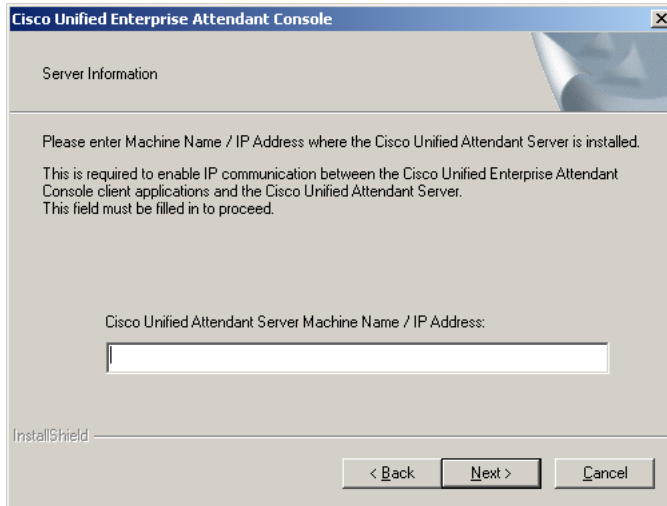 Cisco Unified Enterprise Attendant Console
Server Information
Please enter Machine Name / IP Address where the Cisco Unified Attendant Server is installed.
This is required to enable IP communication between the Cisco Unified Enterprise Attendant
Console client applications and the Cisco Unified Attendant Server.
This field must be filled in to proceed.
Cisco Unified Attendant Server Machine Name / IP Address:
InstallShield
< Back Next > Cancel